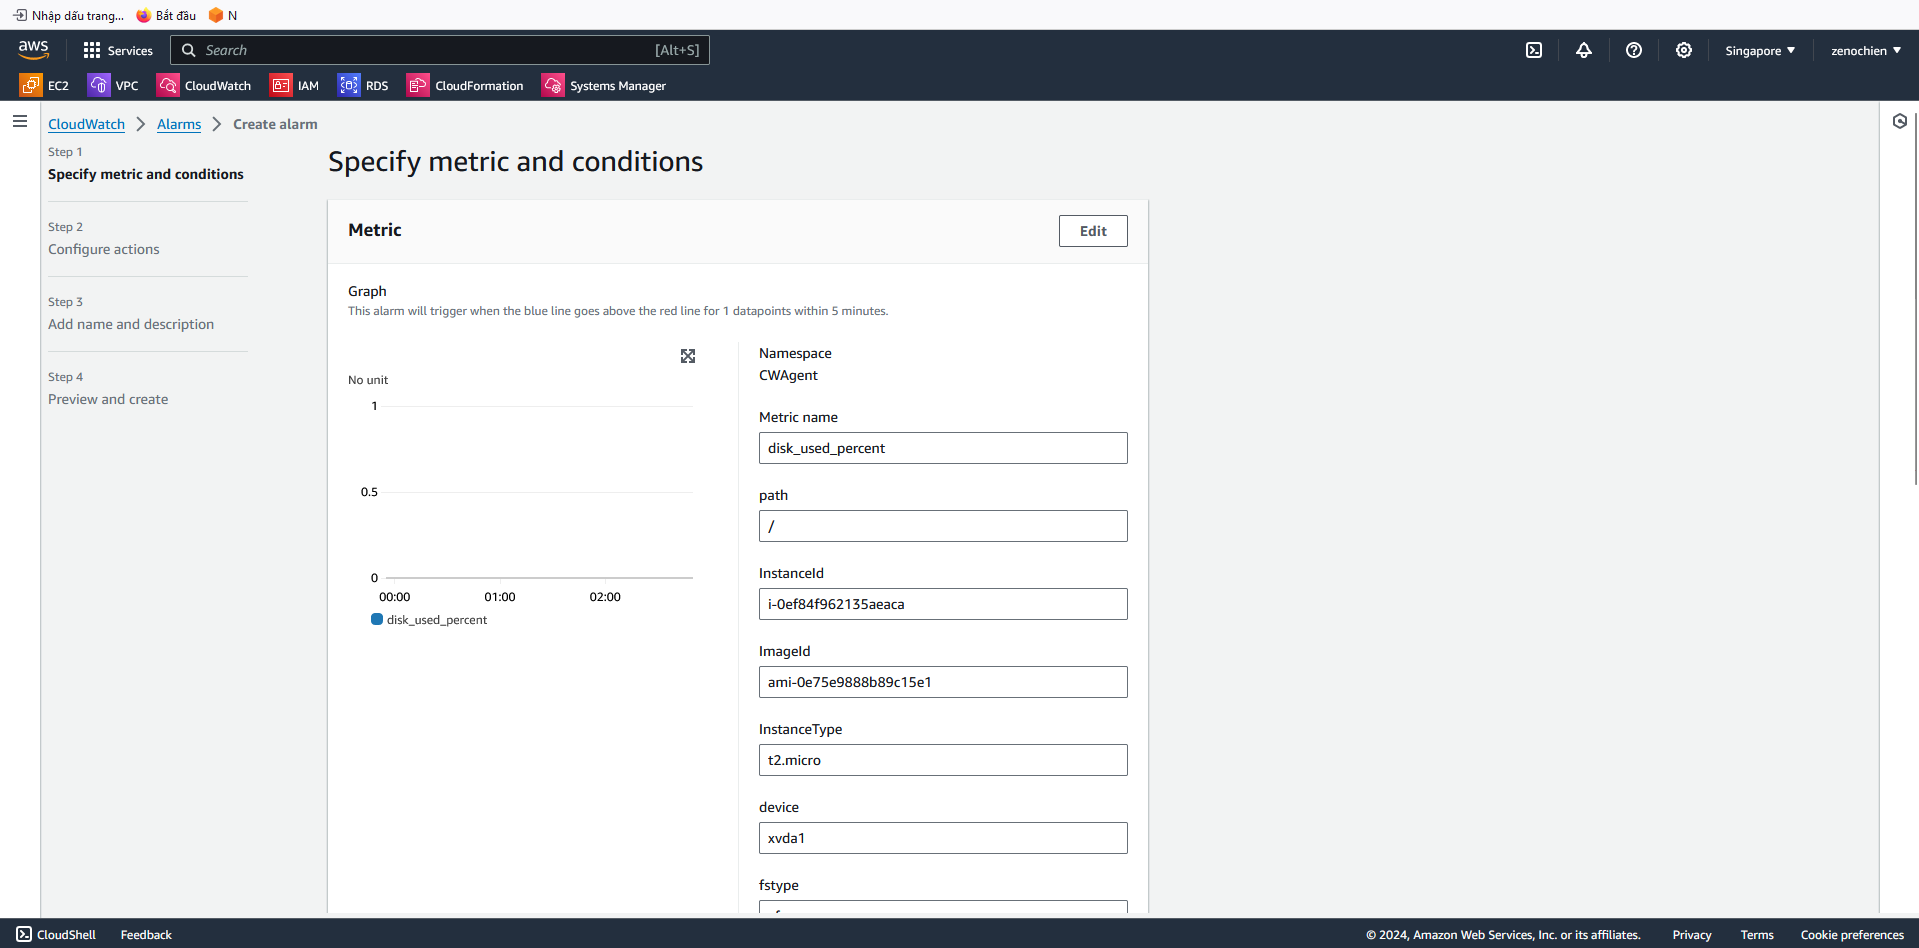 Nhập dấu trang... Bắt đầu N
aws Services Search [Alt+S] Singapore zenochien
EC2 VPC CloudWatch IAM RDS CloudFormation Systems Manager
CloudWatch Alarms Create alarm
Step 1
Specify metric and conditions
Step 2
Configure actions
Step 3
Add name and description
Step 4
Preview and create
Specify metric and conditions
Metric
Edit
Graph
This alarm will trigger when the blue line goes above the red line for 1 datapoints within 5 minutes.
No unit
1
0.5
0
00:00 01:00 02:00
disk_used_percent
Namespace
CWAgent
Metric name
disk_used_percent
path
/
InstanceId
i-0ef84f962135aeaca
ImageId
ami-0e75e9888b89c15e1
InstanceType
t2.micro
device
xvda1
fstype
CloudShell Feedback © 2024, Amazon Web Services, Inc. or its affiliates. Privacy Terms Cookie preferences